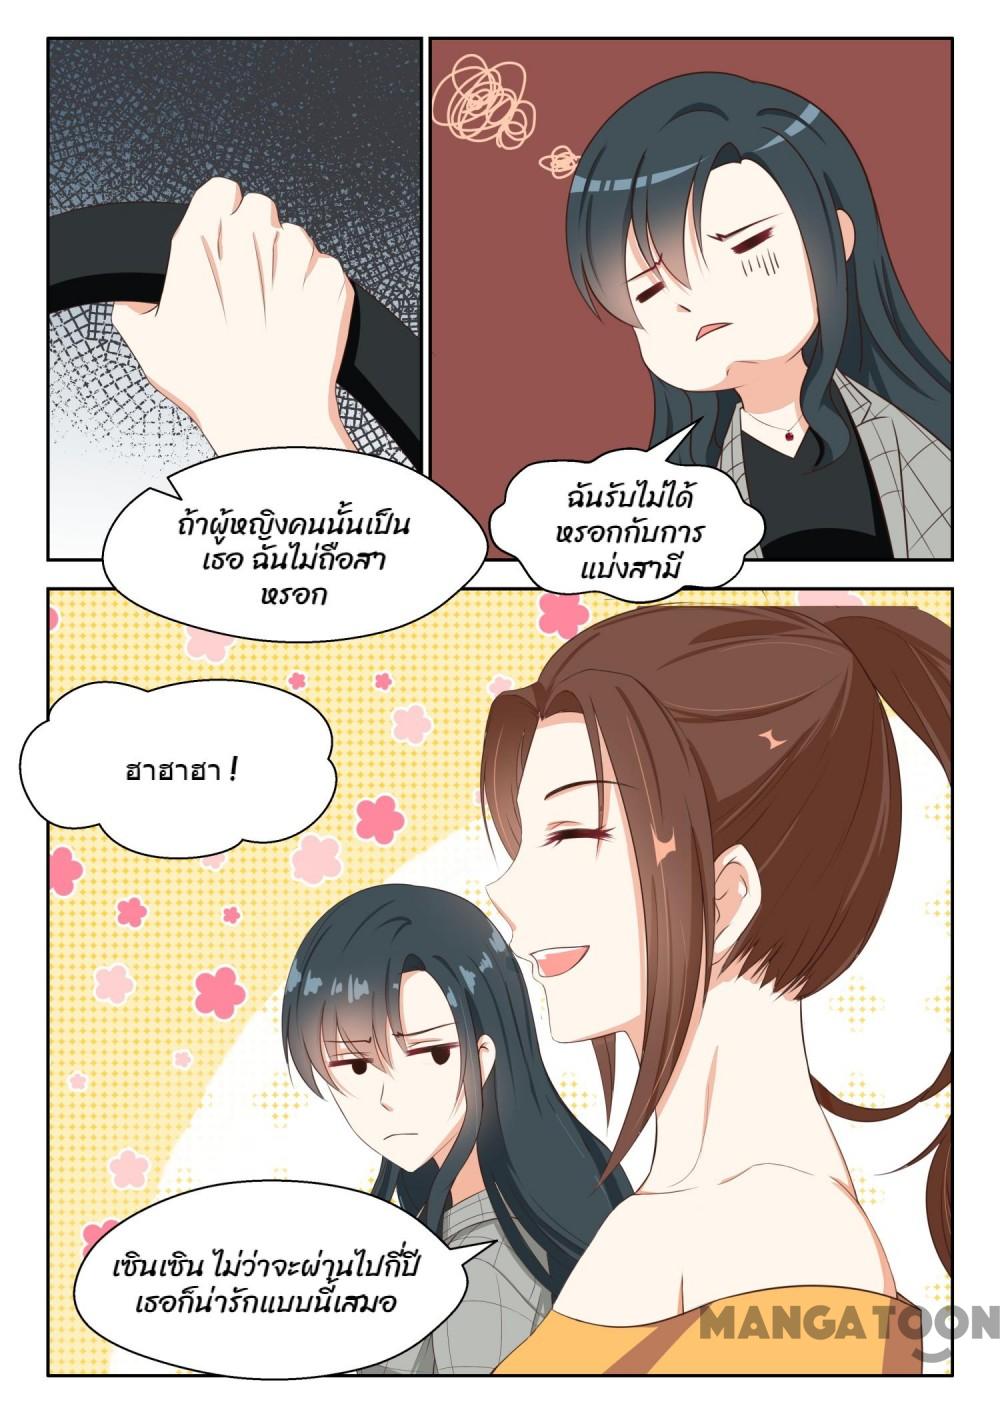 ถ้าผู้หญิงคนนั้นเป็น
เธอ ฉันไม่ถือสา
หรอก
ฉันรับไม่ได้
หรอกกับการ
แบ่งสามี
ฮาฮาฮา !
เซินเซิน ไม่ว่าจะผ่านไปกี่ปี
เธอก็น่ารักแบบนี้เสมอ
MANGATOON